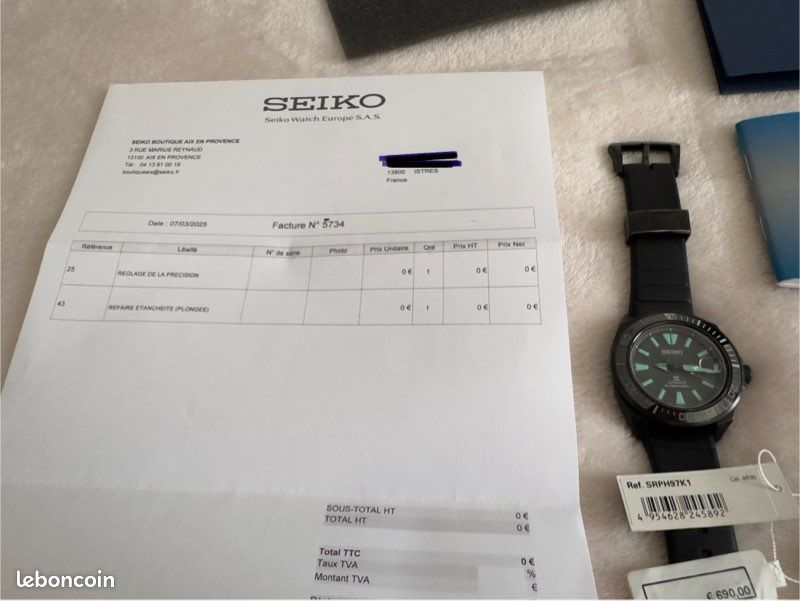 SEIKO
Seiko Watch Europe S.A.S.
SEIKO BOUTIQUE AIX EN PROVENCE
3 RUE MARIUS REYNAUD
13100 AIX EN PROVENCE
Tél : 04 13 91 00 19
boutiqueaix@seiko.fr
13800 ISTRES
France
Date : 07/03/2025 Facture N° 5734
Référence Libellé N° de série Photo Prix Unitaire Qté Prix HT Prix Net
25 REGLAGE DE LA PRECISION 0 € 1 0 € 0 €
43 REFAIRE ETANCHEITE (PLONGEE) 0 € 1 0 € 0 €
SOUS-TOTAL HT 0 €
TOTAL HT 0 €
Total TTC 0 €
Taux TVA %
Montant TVA €
SEIKO
Ref. SRPH97K1 Cal. 4R35
4 954628 245892
€ 690,00
leboncoin